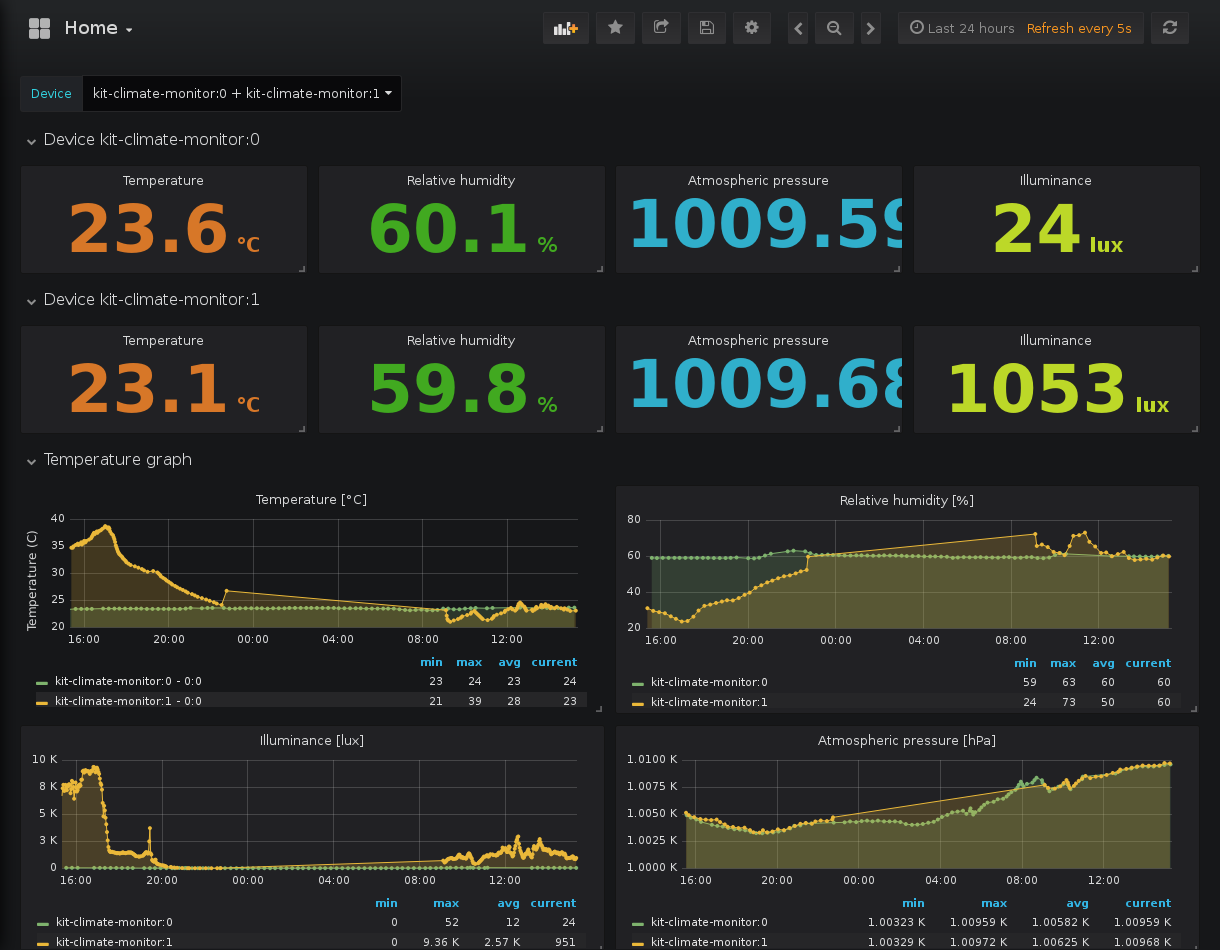 Home
Last 24 hours Refresh every 5s
Device kit-climate-monitor:0 + kit-climate-monitor:1
Device kit-climate-monitor:0
Temperature Relative humidity Atmospheric pressure Illuminance
23.6 °C 60.1 % 1009.59 24 lux
Device kit-climate-monitor:1
Temperature Relative humidity Atmospheric pressure Illuminance
23.1 °C 59.8 % 1009.68 1053 lux
Temperature graph
Temperature [°C]
Temperature (C)
40
35
30
25
20
16:00 20:00 00:00 04:00 08:00 12:00
min max avg current
kit-climate-monitor:0 - 0:0 23 24 23 24
kit-climate-monitor:1 - 0:0 21 39 28 23
Relative humidity [%]
80
60
40
20
16:00 20:00 00:00 04:00 08:00 12:00
min max avg current
kit-climate-monitor:0 59 63 60 60
kit-climate-monitor:1 24 73 50 60
Illuminance [lux]
10 K
8 K
5 K
3 K
0
16:00 20:00 00:00 04:00 08:00 12:00
min max avg current
kit-climate-monitor:0 0 52 12 24
kit-climate-monitor:1 0 9.36 K 2.57 K 951
Atmospheric pressure [hPa]
1.0100 K
1.0075 K
1.0050 K
1.0025 K
1.0000 K
16:00 20:00 00:00 04:00 08:00 12:00
min max avg current
kit-climate-monitor:0 1.00323 K 1.00959 K 1.00582 K 1.00959 K
kit-climate-monitor:1 1.00329 K 1.00972 K 1.00625 K 1.00968 K